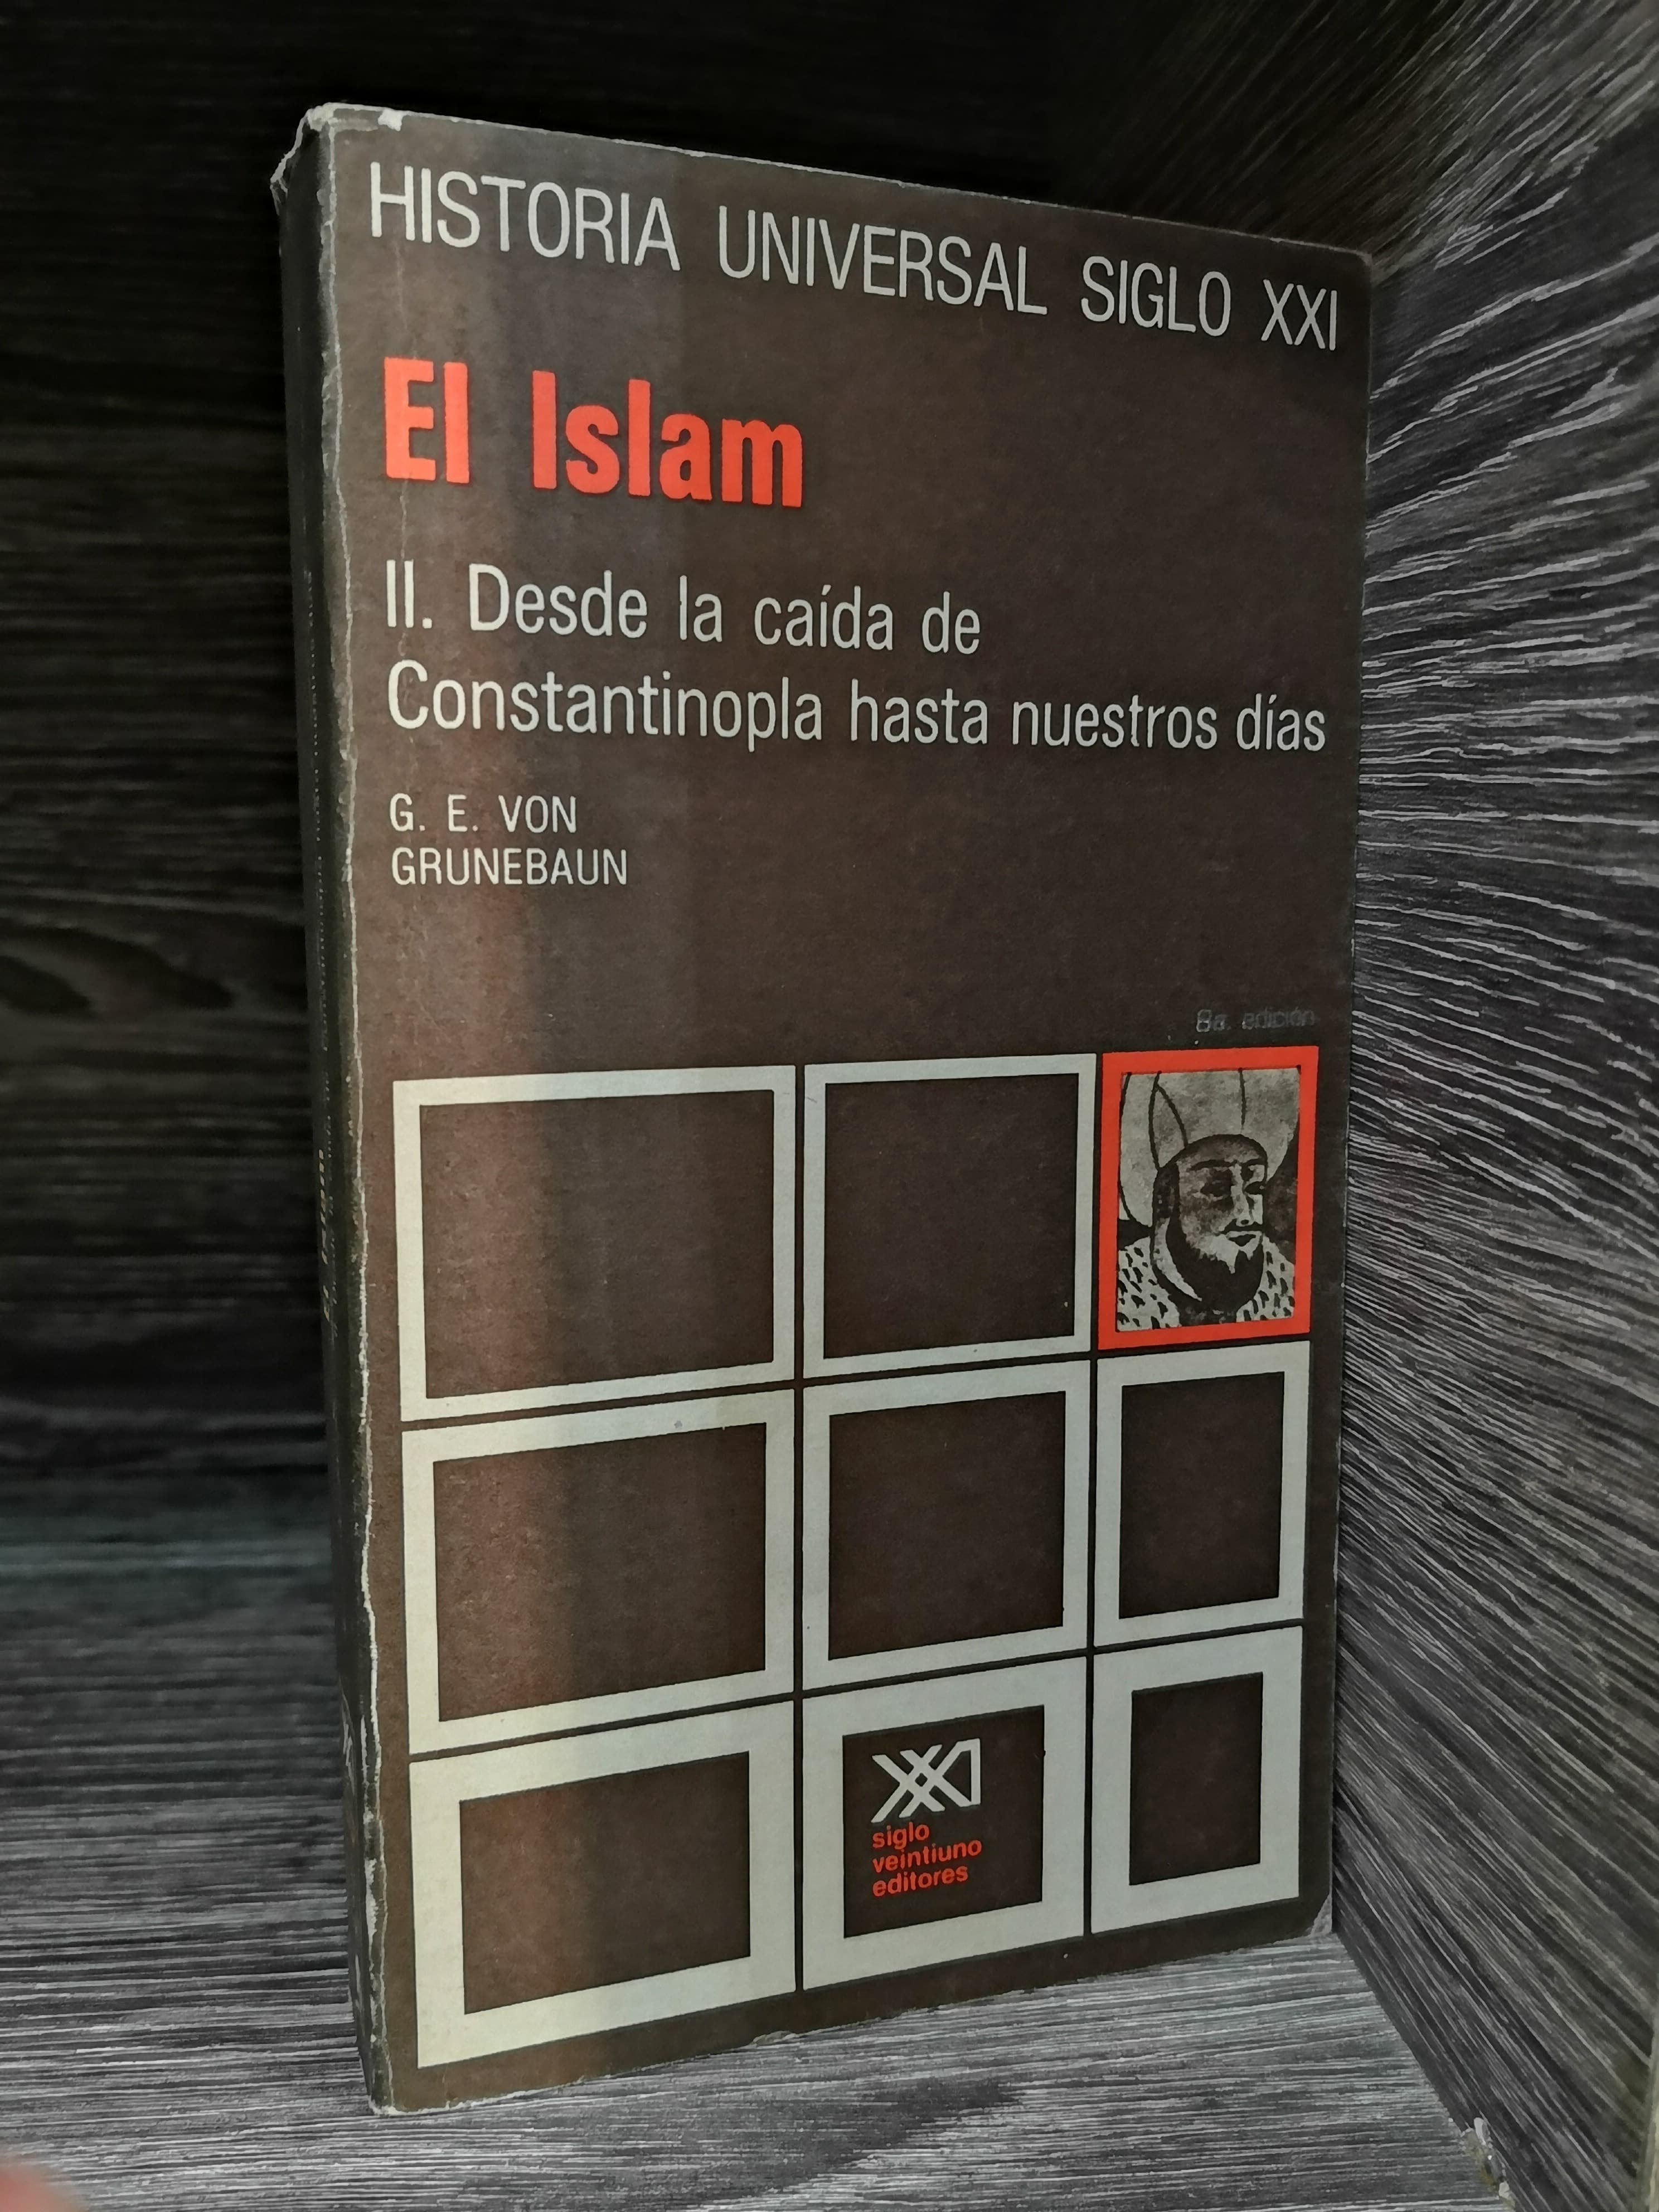 HISTORIA UNIVERSAL SIGLO XXI
El Islam
II. Desde la caída de
Constantinopla hasta nuestros días
G. E. VON
GRUNEBAUN
8a. edición
XXI
siglo
veintiuno
editores